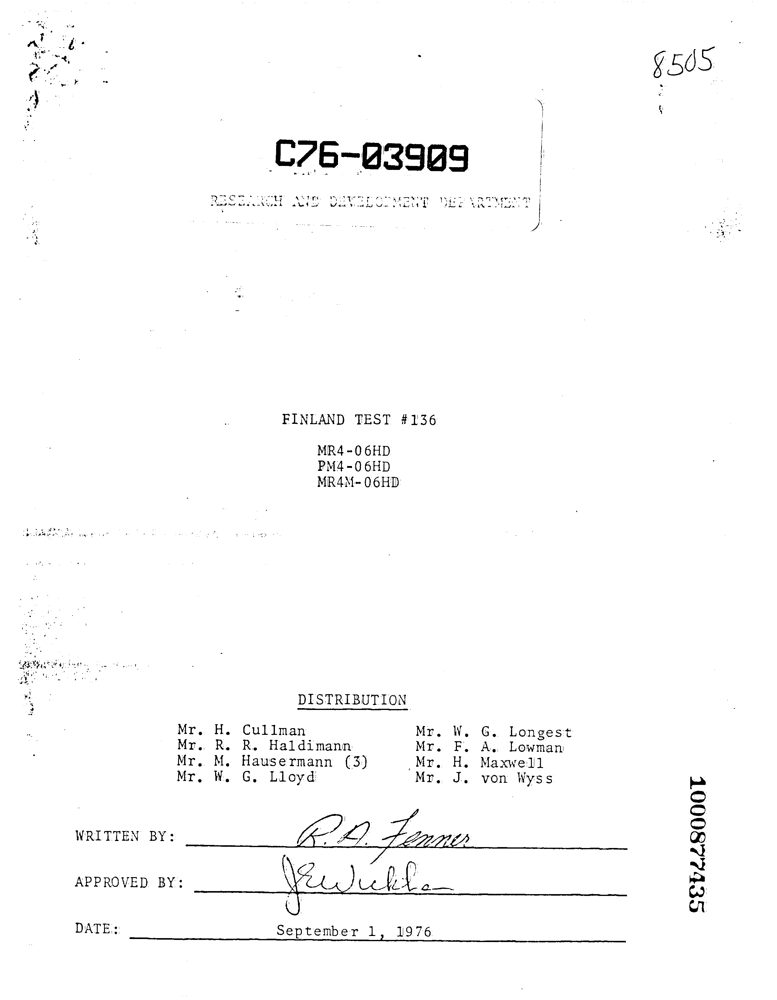 8505
C76-03909
RESEARCH AND DEVELOPMENT DEPARTMENT
FINLAND TEST #136
MR4-06HD
PM4-06HD
MR4M-06HD
DISTRIBUTION
Mr. H. Cullman
Mr. R. R. Haldimann
Mr. M. Hausermann (3)
Mr. W. G. Lloyd
Mr. W. G. Longest
Mr. F. A. Lowman
Mr. H. Maxwell
Mr. J. von Wyss
WRITTEN BY: R.A. Fenner
APPROVED BY:
DATE: September 1, 1976
1000877435